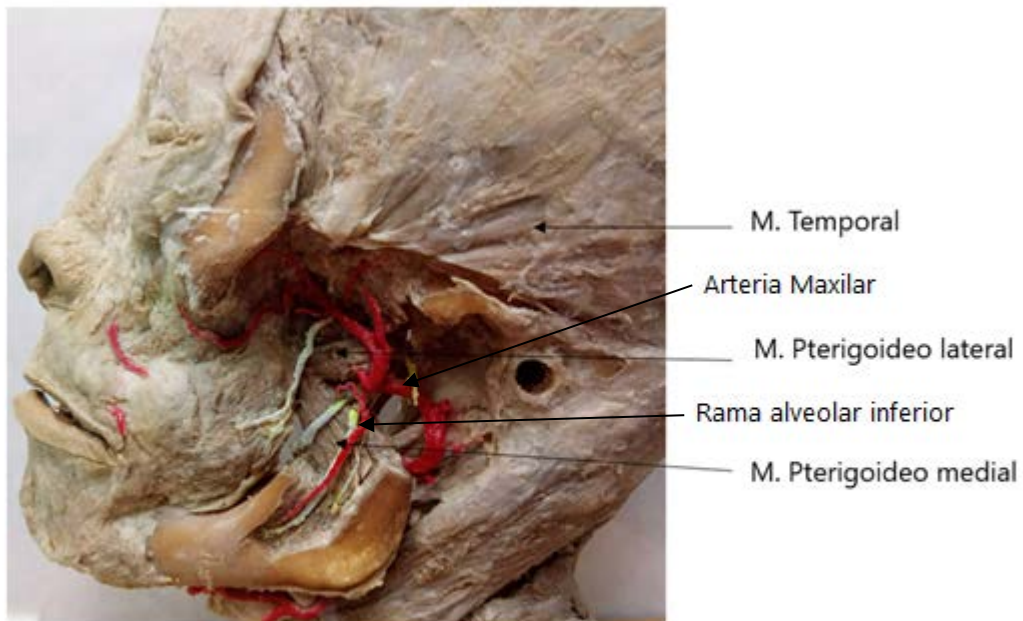 M. Temporal
Arteria Maxilar
M. Pterigoideo lateral
Rama alveolar inferior
M. Pterigoideo medial